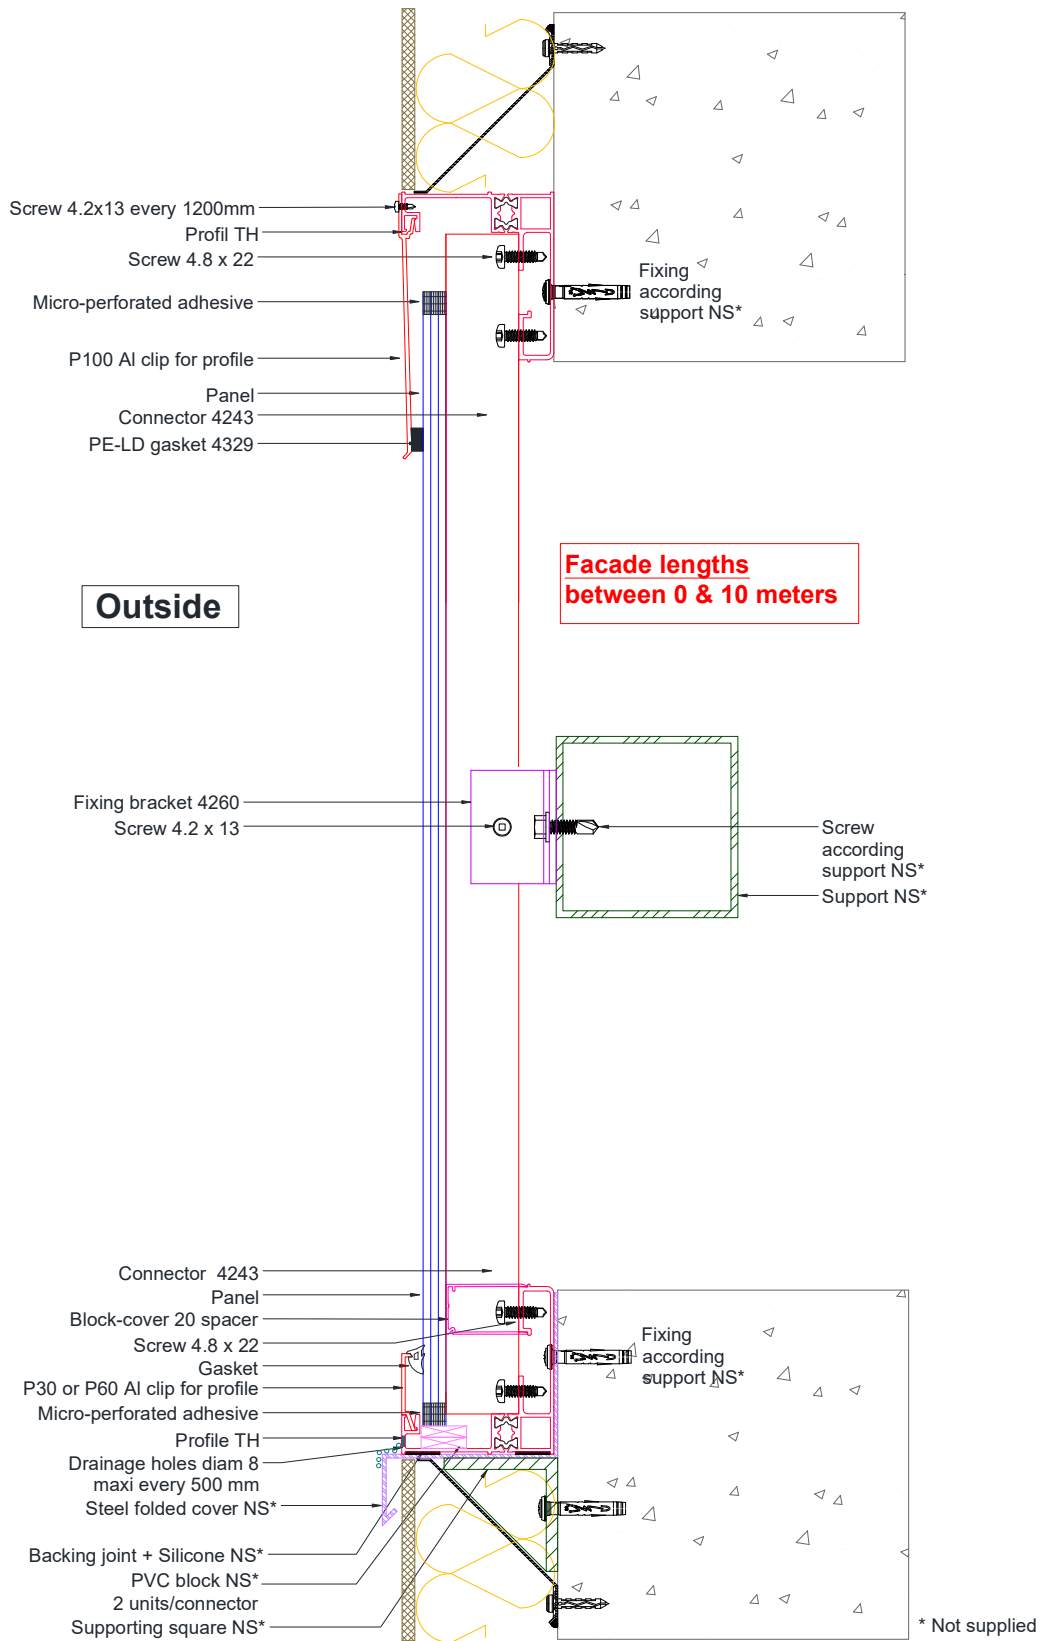 Screw 4.2x13 every 1200mm
Profil TH
Screw 4.8 x 22
Fixing
according
support NS*
Micro-perforated adhesive
P100 Al clip for profile
Panel
Connector 4243
PE-LD gasket 4329
Outside
Facade lengths
between 0 & 10 meters
Fixing bracket 4260
Screw 4.2 x 13
Screw
according
support NS*
Support NS*
Connector 4243
Panel
Block-cover 20 spacer
Screw 4.8 x 22
Gasket
P30 or P60 Al clip for profile
Micro-perforated adhesive
Fixing
according
support NS*
Profile TH
Drainage holes diam 8
maxi every 500 mm
Steel folded cover NS*
Backing joint + Silicone NS*
PVC block NS*
2 units/connector
Supporting square NS*
* Not supplied